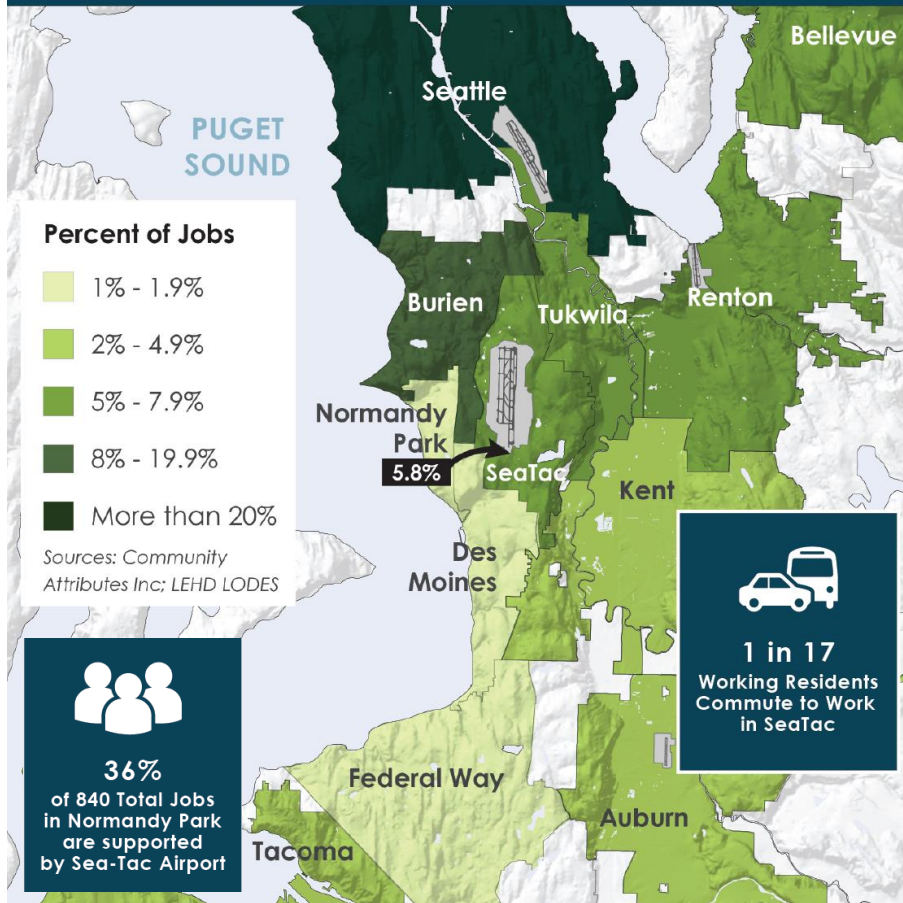 Bellevue
Seattle
PUGET
SOUND
Percent of Jobs
1% - 1.9%
2% - 4.9%
5% - 7.9%
8% - 19.9%
More than 20%
Sources: Community
Attributes Inc; LEHD LODES
Burien
Tukwila
Renton
Normandy
Park
5.8%
SeaTac
Kent
Des
Moines
1 in 17
Working Residents
Commute to Work
in SeaTac
36%
of 840 Total Jobs
in Normandy Park
are supported
by Sea-Tac Airport
Federal Way
Auburn
Tacoma